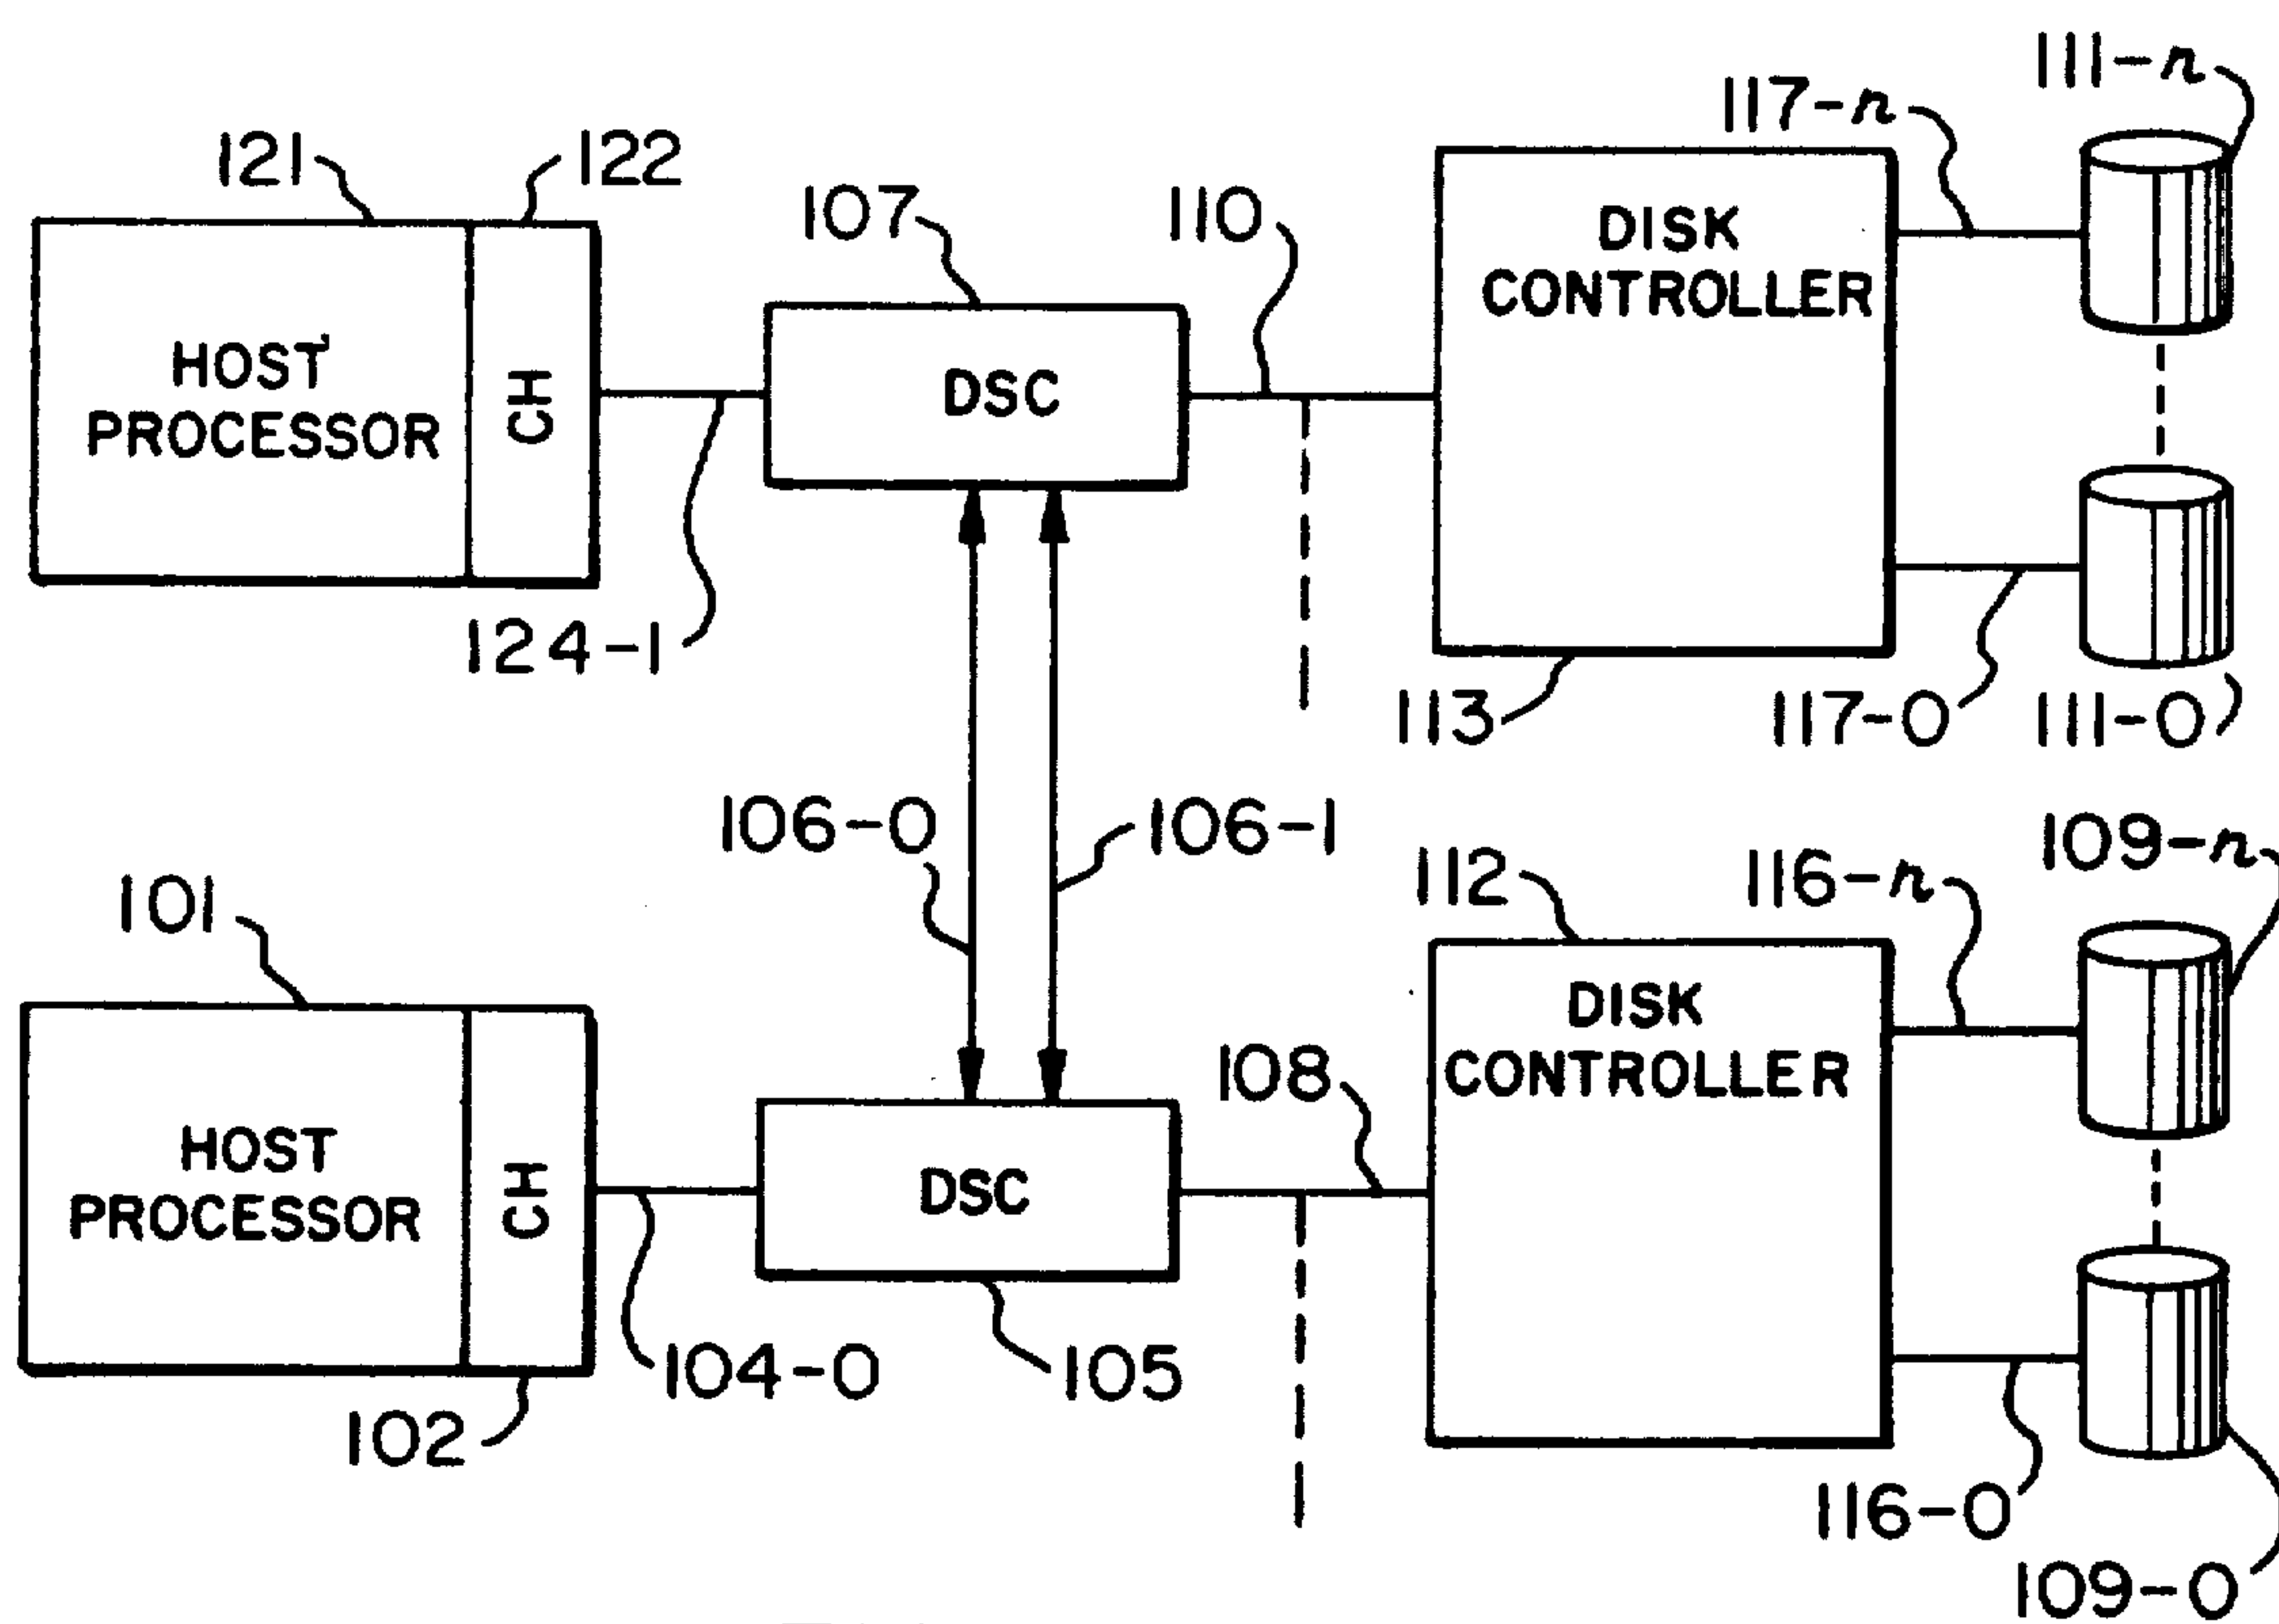 111-n
117-n
121
122
107
110
DISK
CONTROLLER
HOST
PROCESSOR
CH
DSC
124-1
113
117-0
111-0
106-0
106-1
109-n
112
116-n
101
DISK
CONTROLLER
108
HOST
PROCESSOR
CH
DSC
104-0
105
102
116-0
109-0